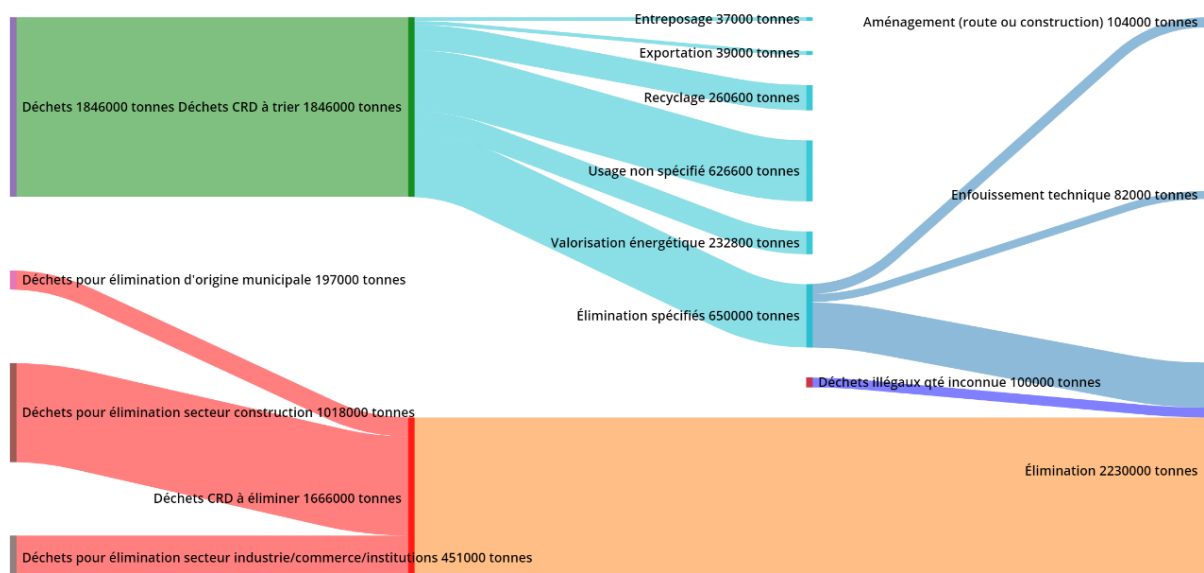 Entreposage 37000 tonnes
Aménagement (route ou construction) 104000 tonnes
Exportation 39000 tonnes
Recyclage 260600 tonnes
Déchets 1846000 tonnes Déchets CRD à trier 1846000 tonnes
Usage non spécifié 626600 tonnes
Enfouissement technique 82000 tonnes
Valorisation énergétique 232800 tonnes
Déchets pour élimination d'origine municipale 197000 tonnes
Élimination spécifiés 650000 tonnes
Déchets illégaux qté inconnue 100000 tonnes
Déchets pour élimination secteur construction 1018000 tonnes
Élimination 2230000 tonnes
Déchets CRD à éliminer 1666000 tonnes
Déchets pour élimination secteur industrie/commerce/institutions 451000 tonnes